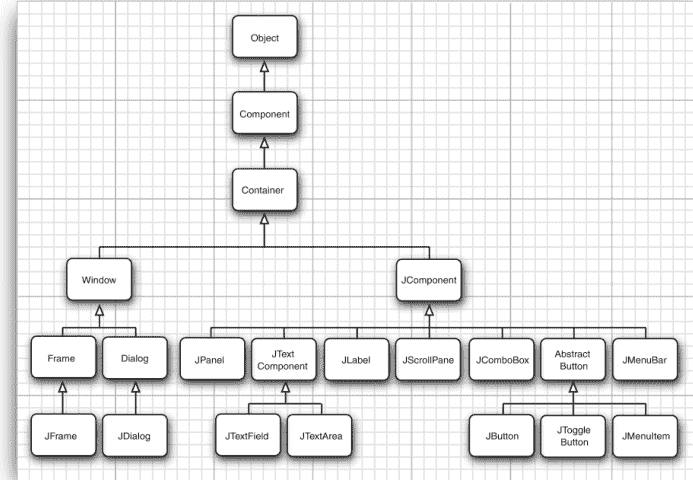 Object
Component
Container
Window
JComponent
Frame
Dialog
JPanel
JText
Component
JLabel
JScrollPane
JComboBox
Abstract
Button
JMenuBar
JFrame
JDialog
JTextField
JTextArea
JButton
JToggle
Button
JMenuItem